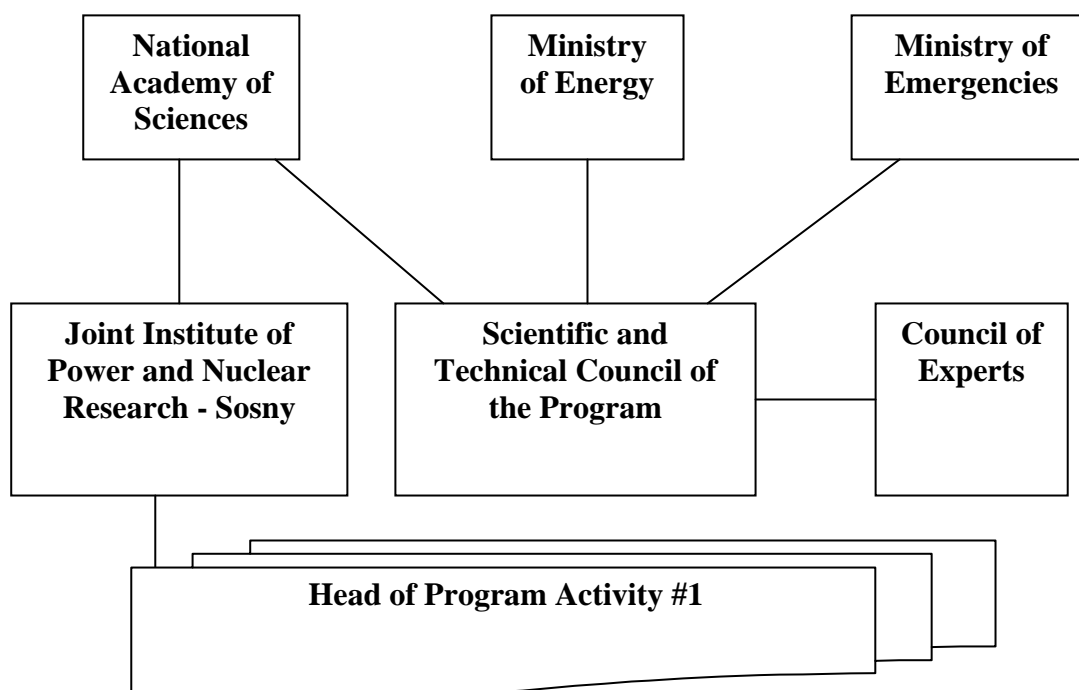 National
Academy of
Sciences
Ministry
of Energy
Ministry of
Emergencies
Joint Institute of
Power and Nuclear
Research - Sosny
Scientific and
Technical Council of
the Program
Council of
Experts
Head of Program Activity #1